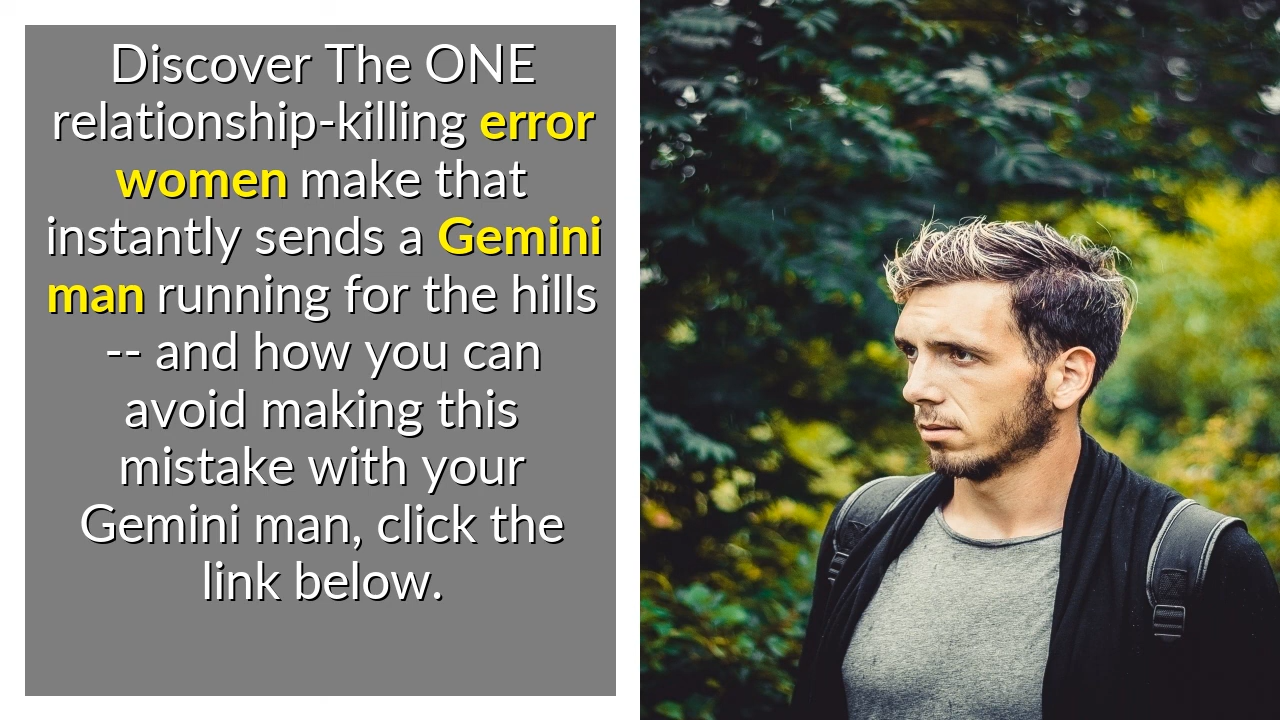 Discover The ONE
relationship-killing error
women make that
instantly sends a Gemini
man running for the hills
-- and how you can
avoid making this
mistake with your
Gemini man, click the
link below.